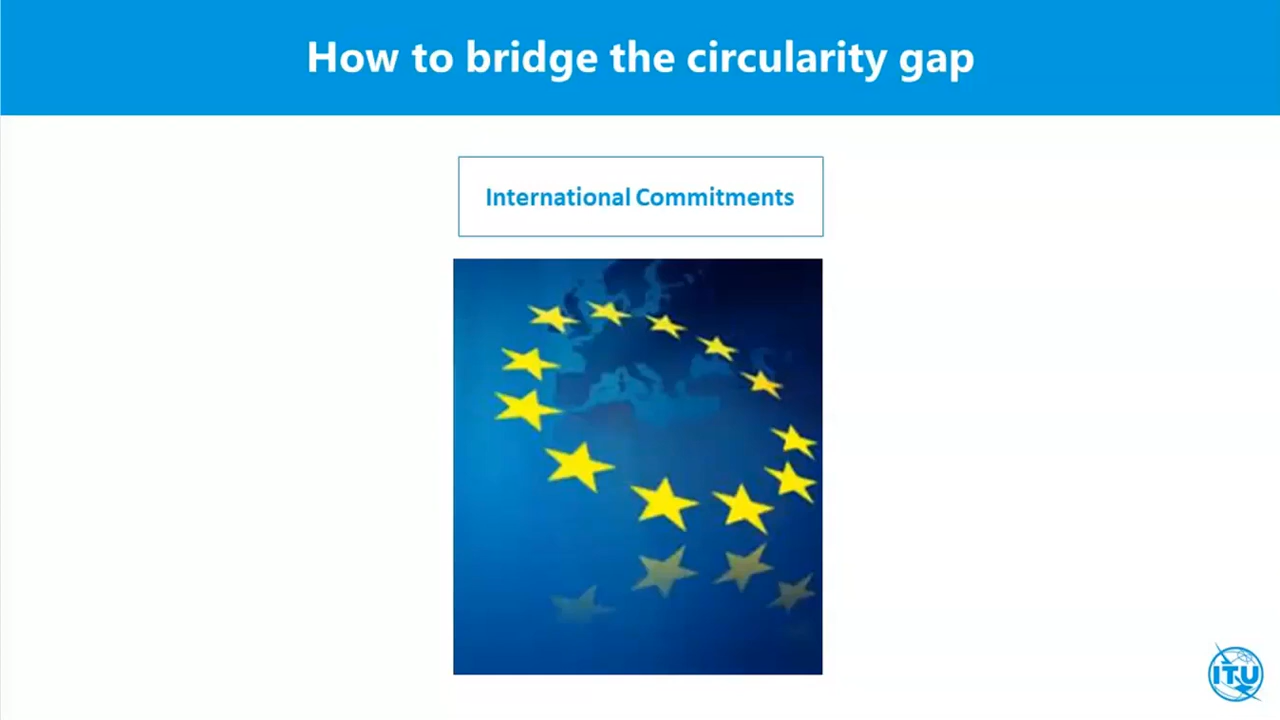 How to bridge the circularity gap
International Commitments
ITU